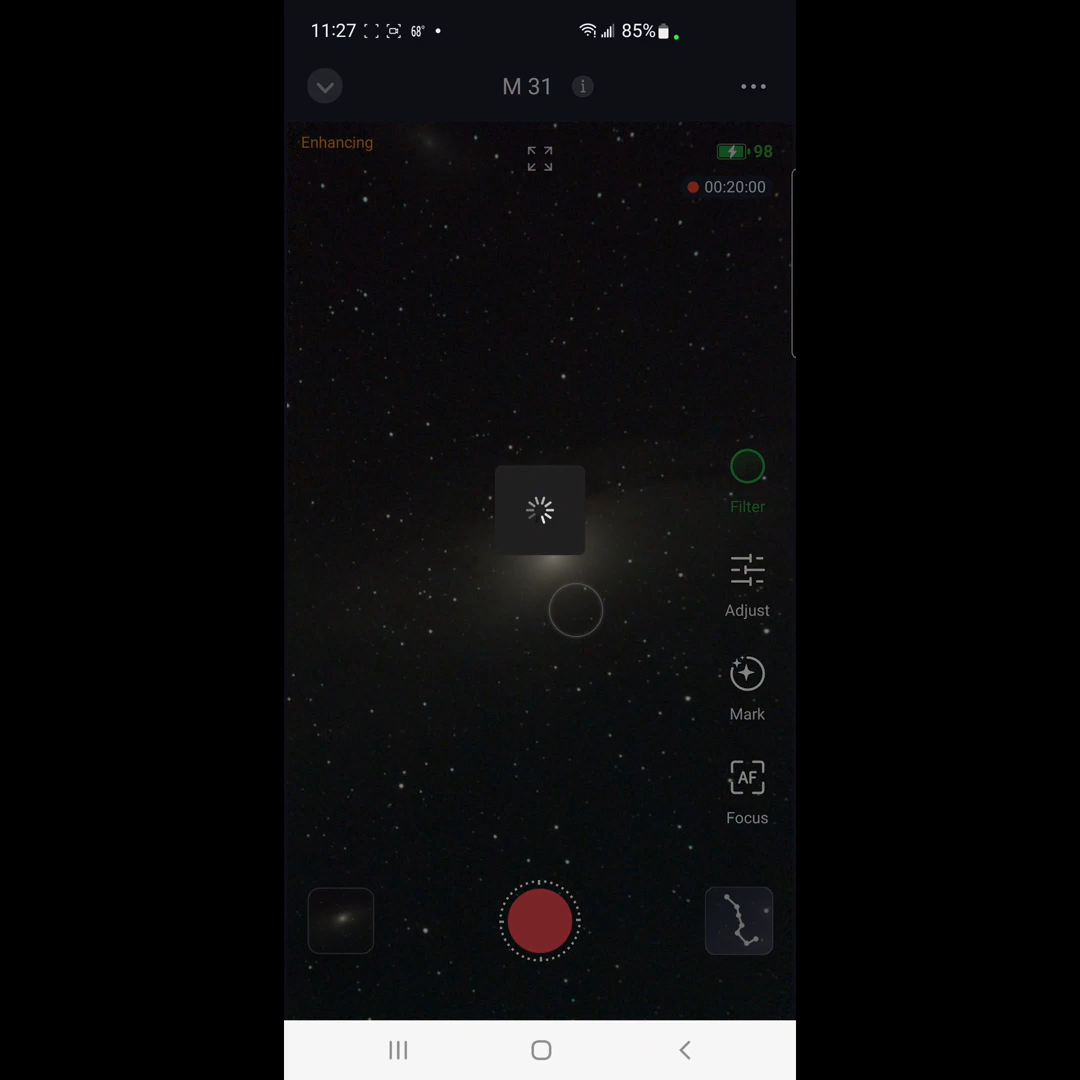 11:27 68° 85%
M 31
Enhancing
98
00:20:00
Filter
Adjust
Mark
AF
Focus